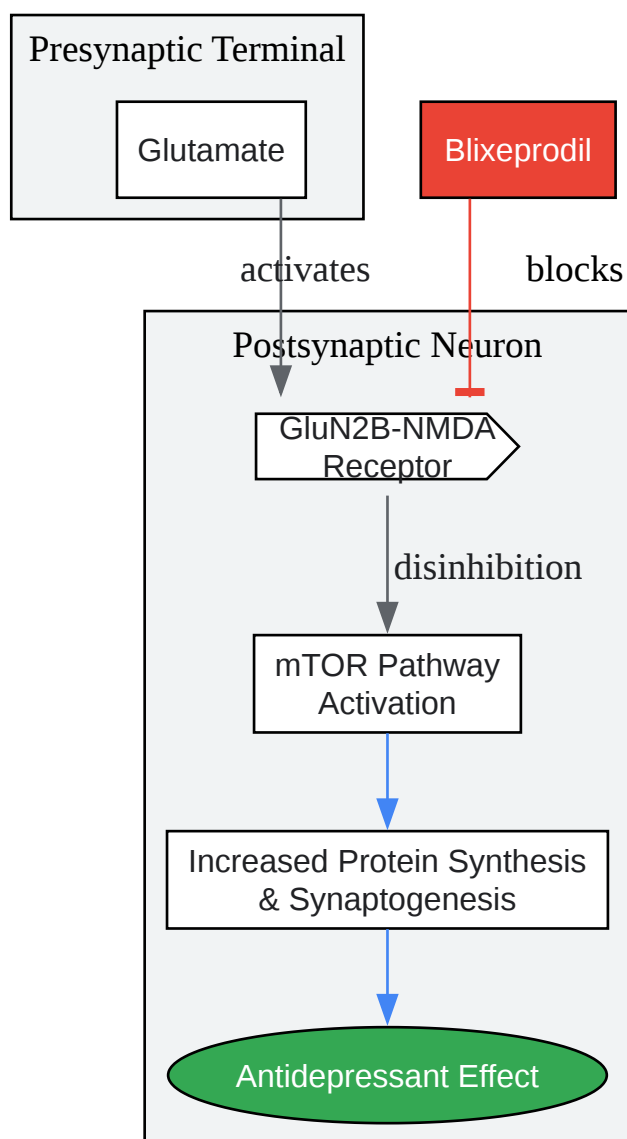 Presynaptic Terminal
Glutamate
Blixeprodil
activates
blocks
Postsynaptic Neuron
GluN2B-NMDA
Receptor
disinhibition
mTOR Pathway
Activation
Increased Protein Synthesis
& Synaptogenesis
Antidepressant Effect